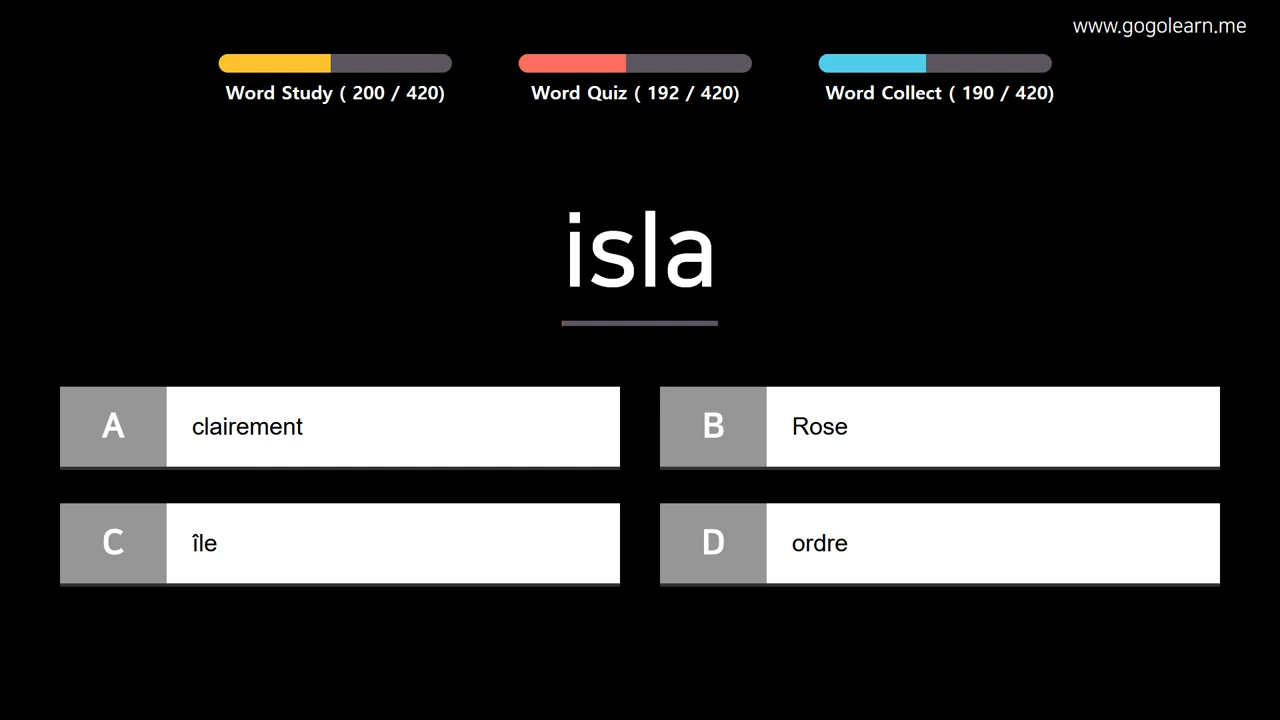 www.gogolearn.me
Word Study ( 200 / 420)
Word Quiz ( 192 / 420)
Word Collect ( 190 / 420)
isla
A clairement
B Rose
C île
D ordre